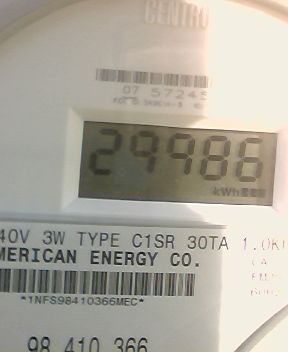 CENTRO
07 57245
29986
kWh
40V 3W TYPE C1SR 30TA 1.0K
MERICAN ENERGY CO.
CA
*1NFS98410366MEC*
98 410 366